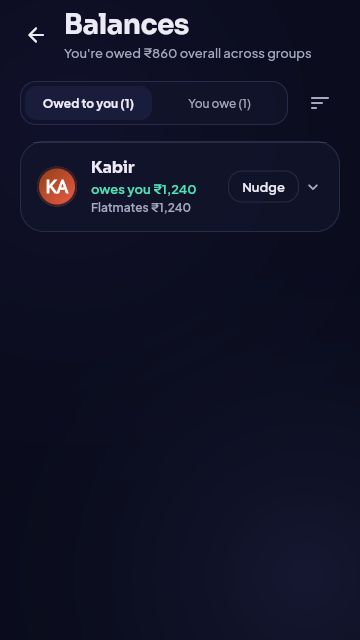 Balances
You're owed ₹860 overall across groups
Owed to you (1)
You owe (1)
Kabir
KA
owes you ₹1,240
Nudge
Flatmates ₹1,240